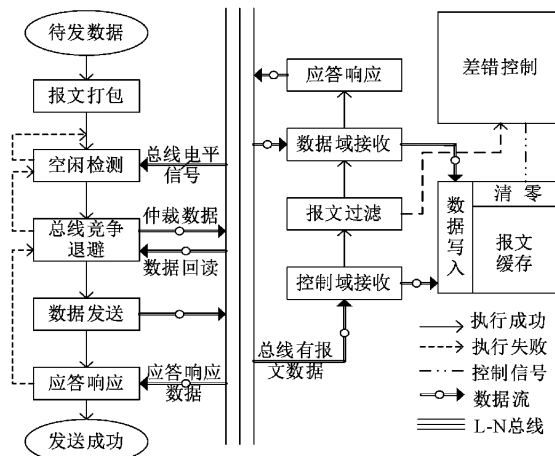 待发数据
报文打包
空闲检测
总线电平
信号
总线竞争
退避
仲裁数据
数据回读
数据发送
应答响应
应答响应
数据
发送成功
应答响应
数据域接收
报文过滤
控制域接收
总线有报
文数据
差错控制
清 零
数据写入
报文
缓存
执行成功
执行失败
控制信号
数据流
L-N总线